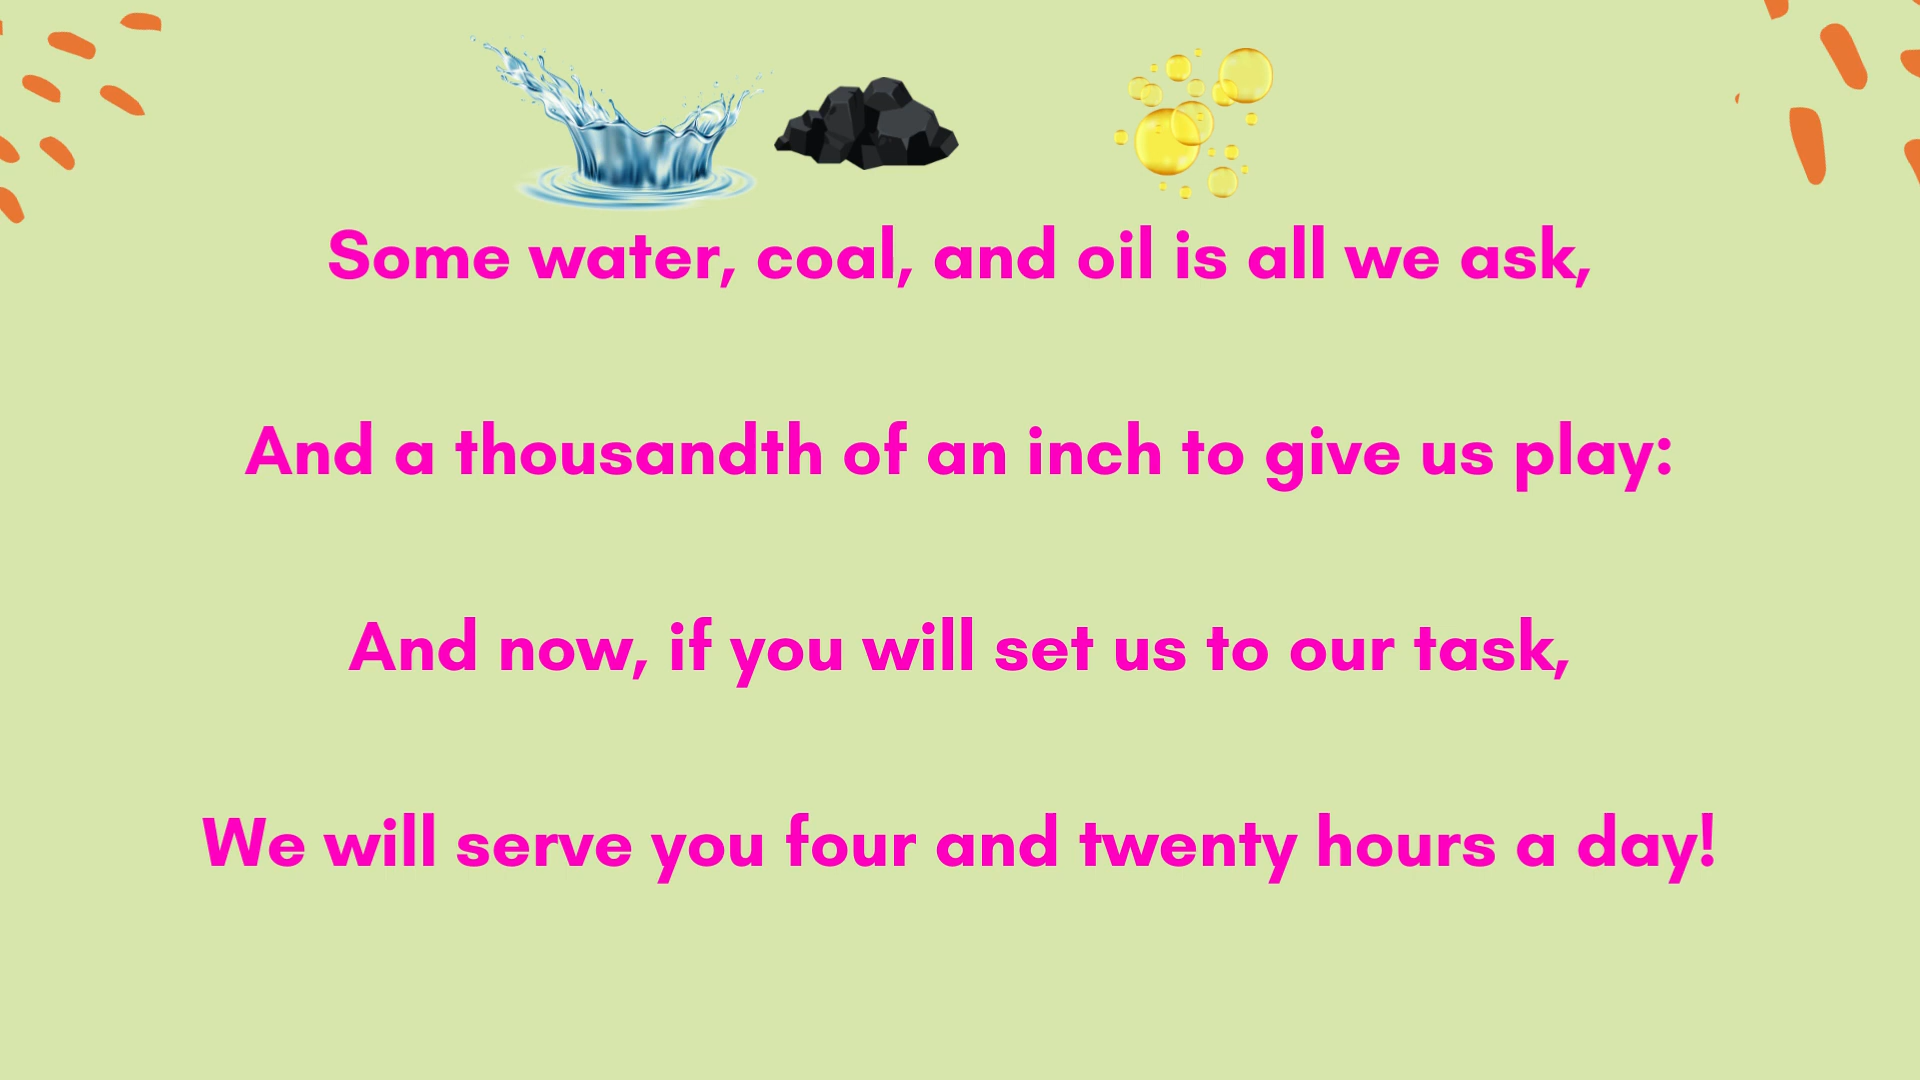 Some water, coal, and oil is all we ask,
And a thousandth of an inch to give us play:
And now, if you will set us to our task,
We will serve you four and twenty hours a day!